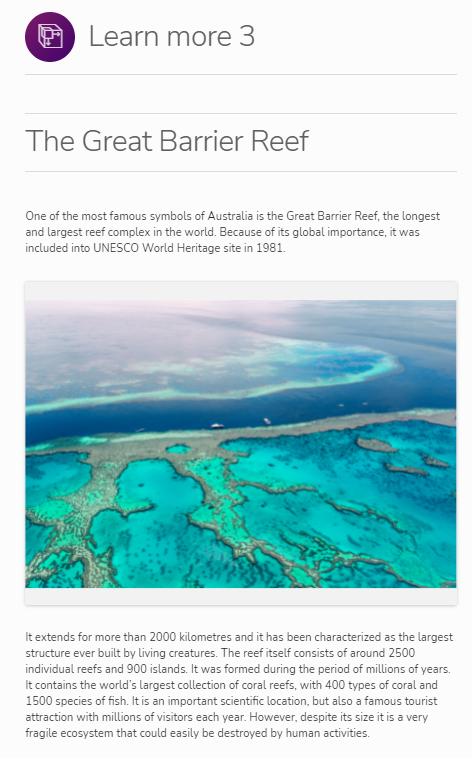 Learn more 3
The Great Barrier Reef
One of the most famous symbols of Australia is the Great Barrier Reef, the longest
and largest reef complex in the world. Because of its global importance, it was
included into UNESCO World Heritage site in 1981.
It extends for more than 2000 kilometres and it has been characterized as the largest
structure ever built by living creatures. The reef itself consists of around 2500
individual reefs and 900 islands. It was formed during the period of millions of years.
It contains the world's largest collection of coral reefs, with 400 types of coral and
1500 species of fish. It is an important scientific location, but also a famous tourist
attraction with millions of visitors each year. However, despite its size it is a very
fragile ecosystem that could easily be destroyed by human activities.